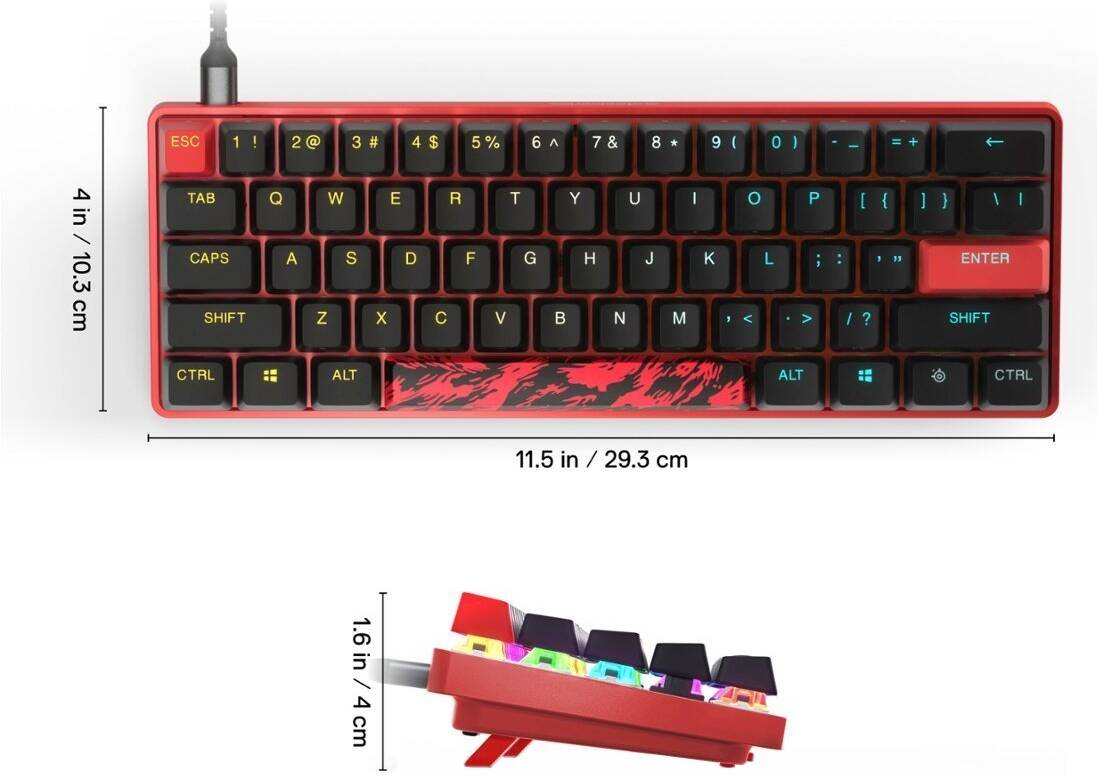 ESC 1 ! 2 @ 3 # 4 $ 5 % 6 ^ 7 & 8 * 9 ( 0 ) - _ = + ←
TAB Q W E R T Y U I O P [ { ] } \ |
CAPS A S D F G H J K L ; : ' " ENTER
SHIFT Z X C V B N M , < . > / ? SHIFT
CTRL ALT ALT CTRL
4 in / 10.3 cm
11.5 in / 29.3 cm
1.6 in / 4 cm